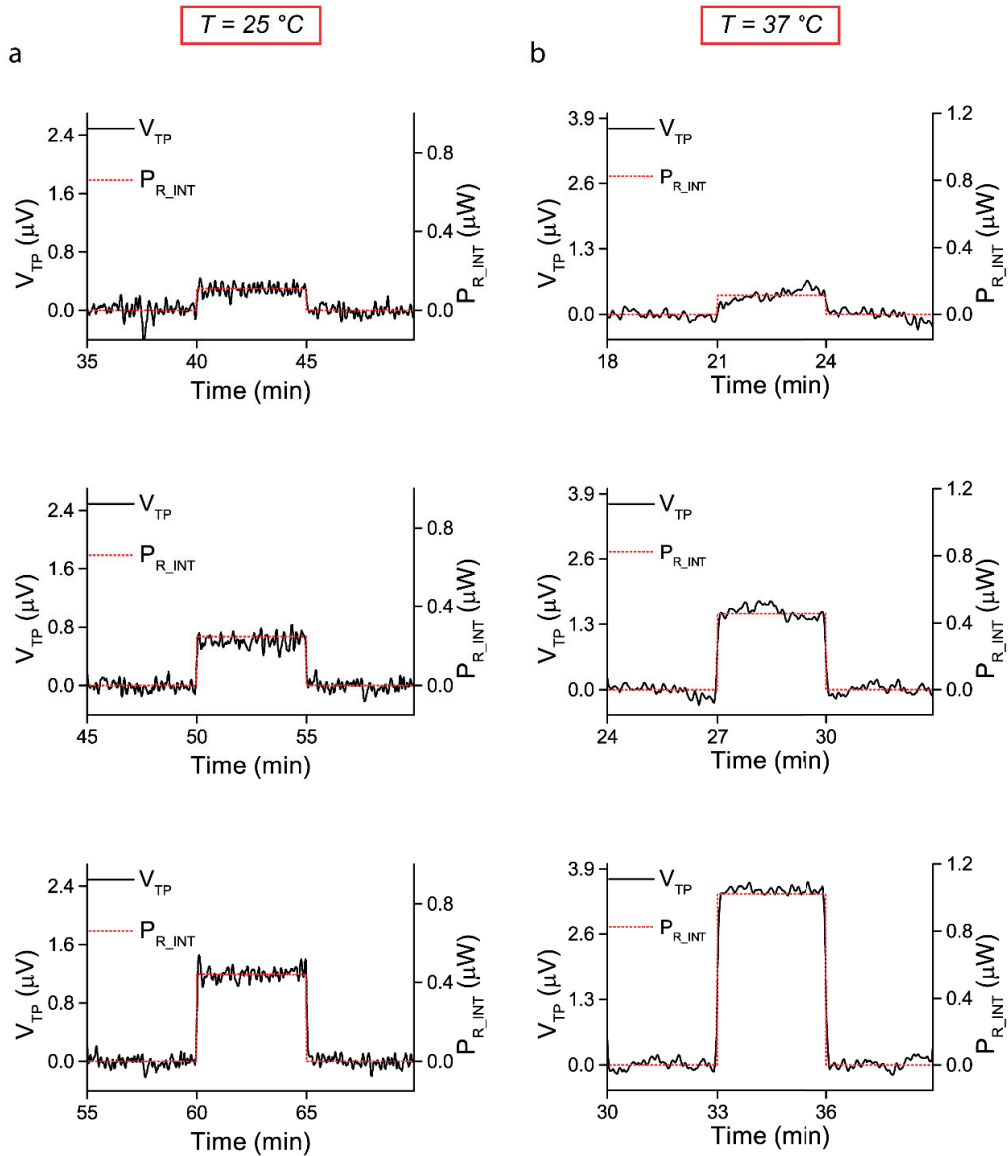 T = 25 °C
T = 37 °C
a
b
V_TP
P_R_INT
2.4
1.6
0.8
0.0
V_TP (μV)
0.8
0.4
0.0
P_R_INT (μW)
35 40 45
Time (min)
V_TP
P_R_INT
3.9
2.6
1.3
0.0
V_TP (μV)
1.2
0.8
0.4
0.0
P_R_INT (μW)
18 21 24
Time (min)
V_TP
P_R_INT
2.4
1.6
0.8
0.0
V_TP (μV)
0.8
0.4
0.0
P_R_INT (μW)
45 50 55
Time (min)
V_TP
P_R_INT
3.9
2.6
1.3
0.0
V_TP (μV)
1.2
0.8
0.4
0.0
P_R_INT (μW)
24 27 30
Time (min)
V_TP
P_R_INT
2.4
1.6
0.8
0.0
V_TP (μV)
0.8
0.4
0.0
P_R_INT (μW)
55 60 65
Time (min)
V_TP
P_R_INT
3.9
2.6
1.3
0.0
V_TP (μV)
1.2
0.8
0.4
0.0
P_R_INT (μW)
30 33 36
Time (min)